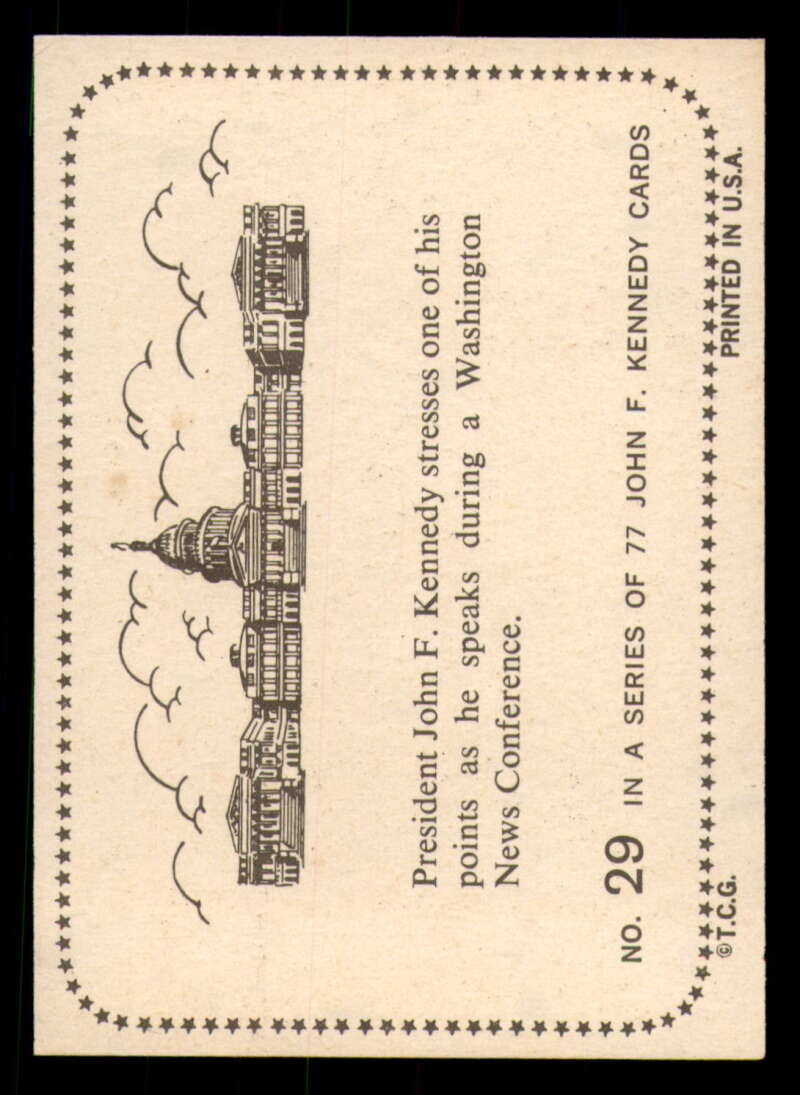 President John F. Kennedy stresses one of his
points as he speaks during a Washington
News Conference.
NO. 29 IN A SERIES OF 77 JOHN F. KENNEDY CARDS
©T.C.G. PRINTED IN U.S.A.